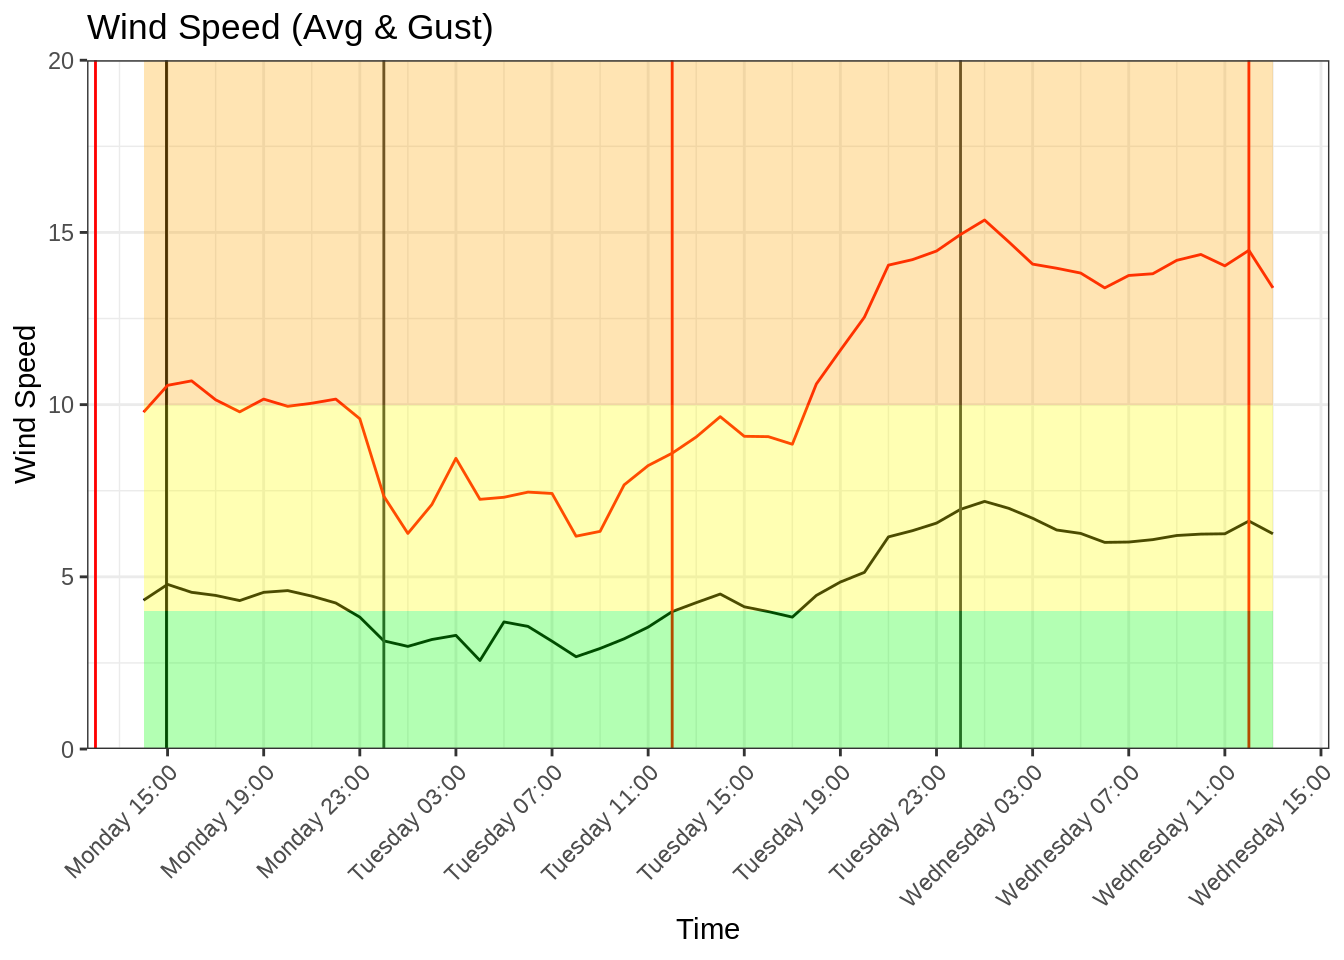 Wind Speed (Avg & Gust)
20
15
10
5
0
Wind Speed
Monday 15:00
Monday 19:00
Monday 23:00
Tuesday 03:00
Tuesday 07:00
Tuesday 11:00
Tuesday 15:00
Tuesday 19:00
Tuesday 23:00
Wednesday 03:00
Wednesday 07:00
Wednesday 11:00
Wednesday 15:00
Time